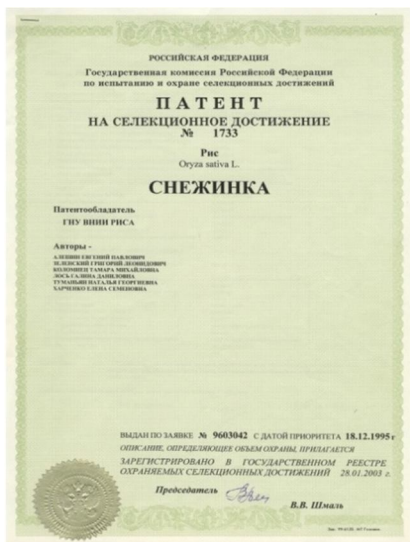 РОССИЙСКАЯ ФЕДЕРАЦИЯ
Государственная комиссия Российской Федерации
по испытанию и охране селекционных достижений
ПАТЕНТ
НА СЕЛЕКЦИОННОЕ ДОСТИЖЕНИЕ
№ 1733
Рис
Oryza sativa L.
СНЕЖИНКА
Патентообладатель
ГНУ ВНИИ РИСА
Авторы -
АЛЕШИН ЕВГЕНИЙ ПАВЛОВИЧ
ЗЕЛЕНСКИЙ ГРИГОРИЙ ЛЕОНИДОВИЧ
КОЛОМИЕЦ ТАМАРА МИХАЙЛОВНА
ЛОСЬ ГАЛИНА ДАНИЛОВНА
ТУМАНЬЯН НАТАЛЬЯ ГЕОРГИЕВНА
ХАРЧЕНКО ЕЛЕНА СЕМЕНОВНА
ВЫДАН ПО ЗАЯВКЕ № 9603042 С ДАТОЙ ПРИОРИТЕТА 18.12.1995 г
ОПИСАНИЕ, ОПРЕДЕЛЯЮЩЕЕ ОБЪЕМ ОХРАНЫ, ПРИЛАГАЕТСЯ
ЗАРЕГИСТРИРОВАНО В ГОСУДАРСТВЕННОМ РЕЕСТРЕ
ОХРАНЯЕМЫХ СЕЛЕКЦИОННЫХ ДОСТИЖЕНИЙ 28.01.2003 г.
Председатель
В.В. Шмаль